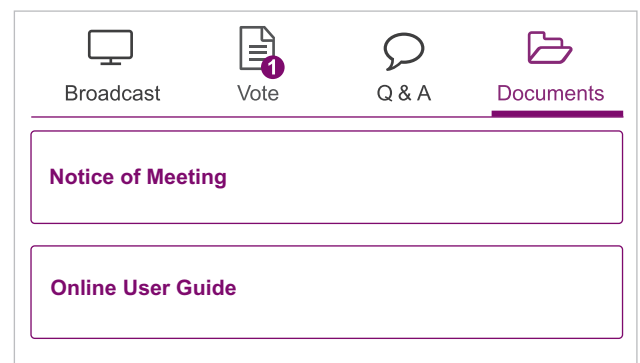 1
Broadcast Vote Q & A Documents
Notice of Meeting
Online User Guide